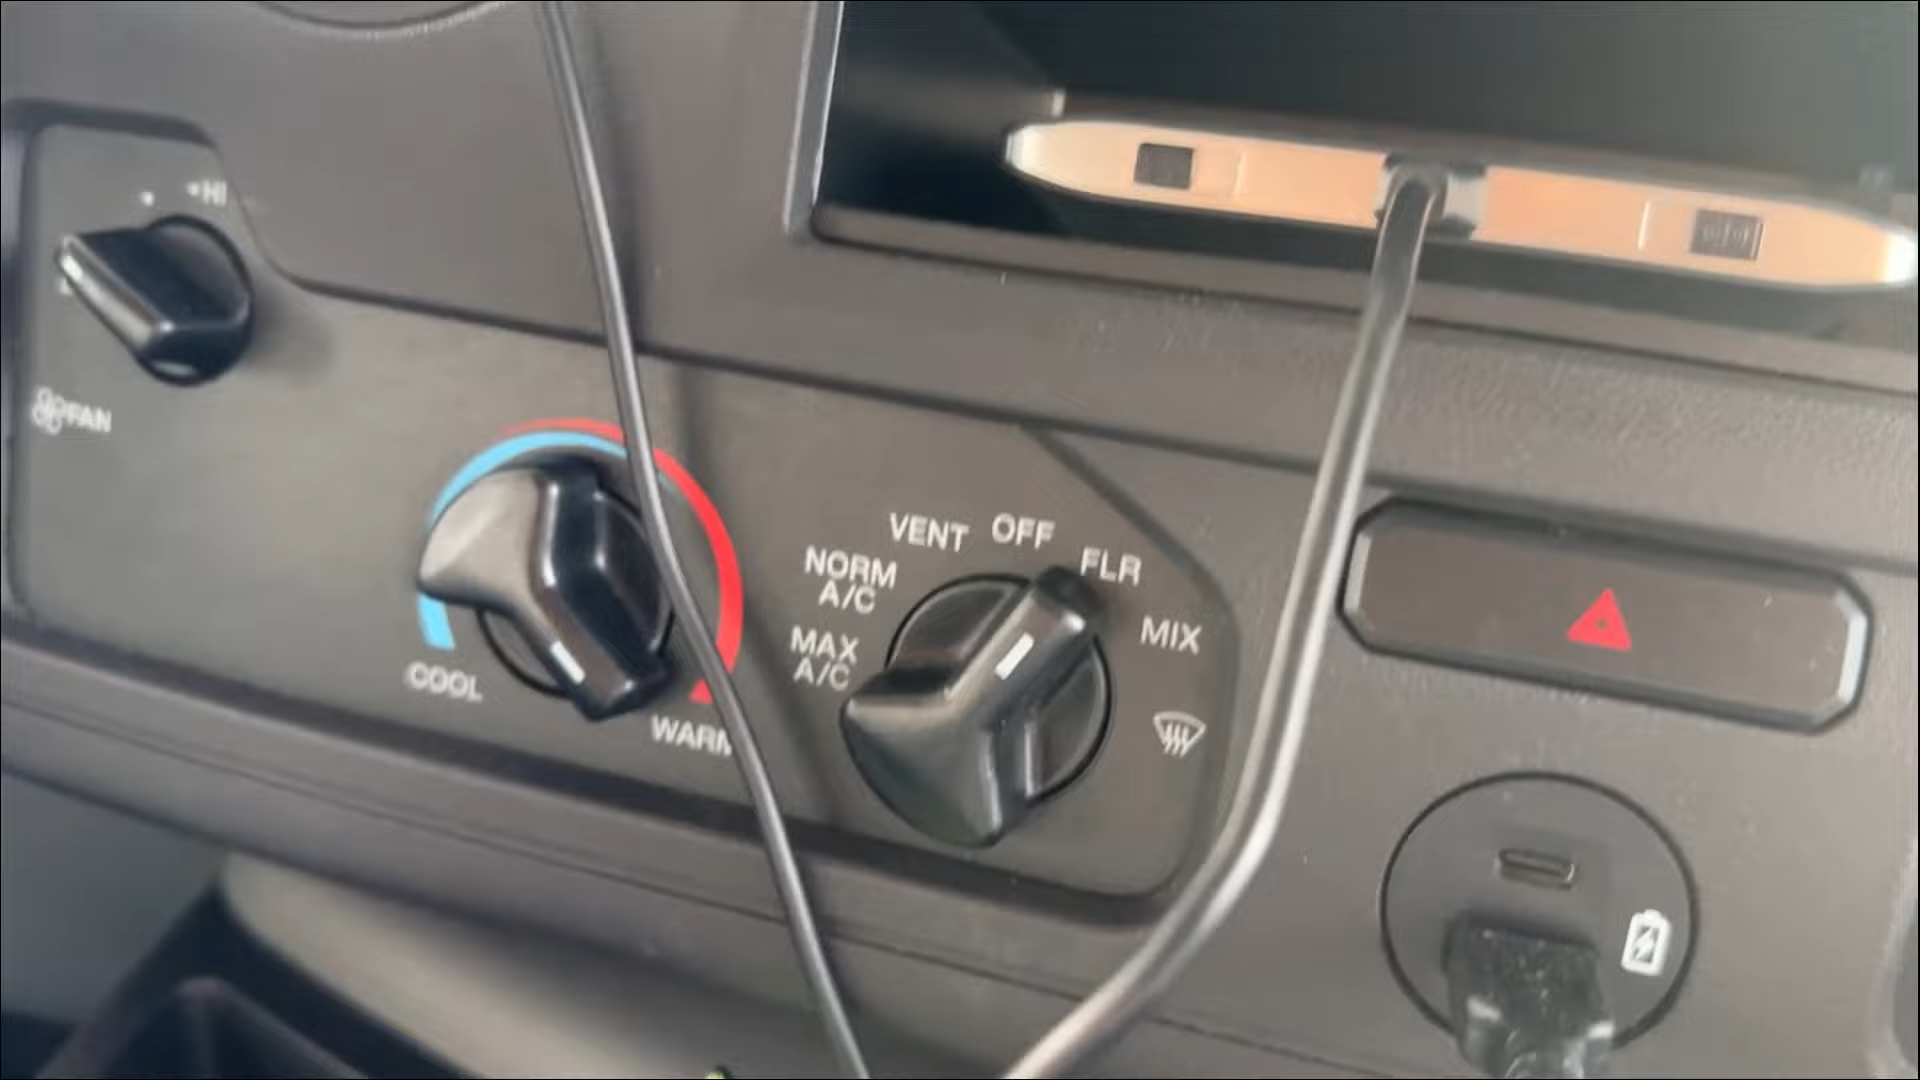 HI
FAN
COOL
WARM
MAX
A/C
NORM
A/C
VENT
OFF
FLR
MIX